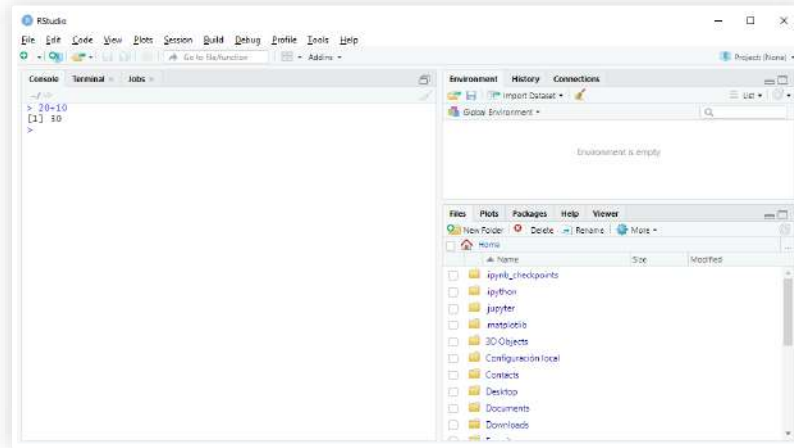 RStudio
File Edit Code View Plots Session Build Debug Profile Tools Help
Go to file/function Addins
Project: (None)
Console Terminal Jobs
~/
> 20+10
[1] 30
>
Environment History Connections
Import Dataset List
Global Environment
Environment is empty
Files Plots Packages Help Viewer
New Folder Delete Rename More
Home
Name Size Modified
ipynb_checkpoints
ipython
jupyter
matplotlib
3D Objects
Configuración local
Contacts
Desktop
Documents
Downloads